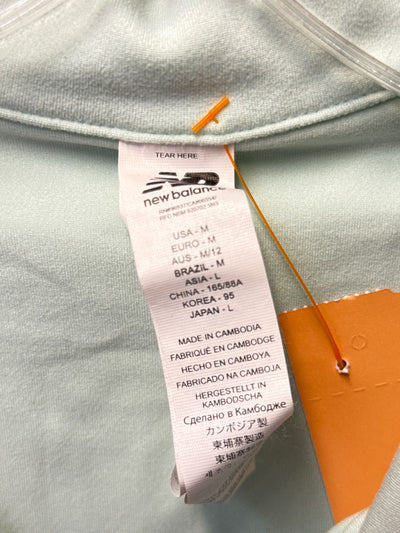 TEAR HERE
new balance
USA - M
EURO - M
AUS - M/12
BRAZIL - M
ASIA - L
CHINA - 165/88A
KOREA - 95
JAPAN - L
MADE IN CAMBODIA
FABRIQUÉ EN CAMBODGE
HECHO EN CAMBOYA
FABRICADO NA CAMBOJA
HERGESTELLT IN
KAMBODSCHA
Сделано в Камбодже
カンボジア製
柬埔寨製造